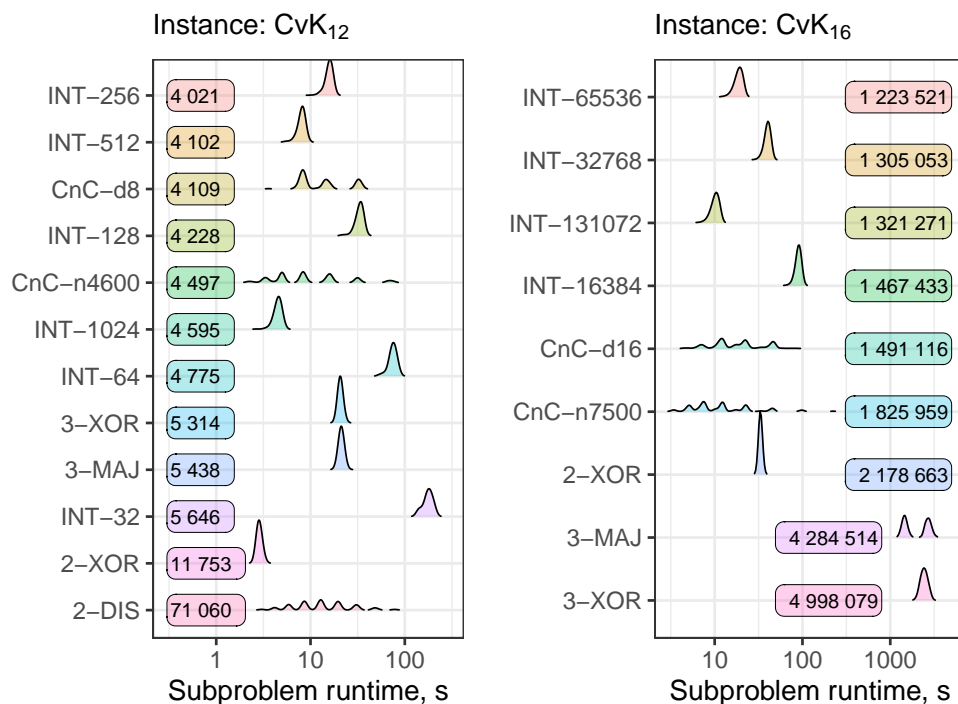 Instance: CvK₁₂
INT−256 4 021
INT−512 4 102
CnC−d8 4 109
INT−128 4 228
CnC−n4600 4 497
INT−1024 4 595
INT−64 4 775
3−XOR 5 314
3−MAJ 5 438
INT−32 5 646
2−XOR 11 753
2−DIS 71 060
1 10 100
Subproblem runtime, s
Instance: CvK₁₆
INT−65536 1 223 521
INT−32768 1 305 053
INT−131072 1 321 271
INT−16384 1 467 433
CnC−d16 1 491 116
CnC−n7500 1 825 959
2−XOR 2 178 663
3−MAJ 4 284 514
3−XOR 4 998 079
10 100 1000
Subproblem runtime, s